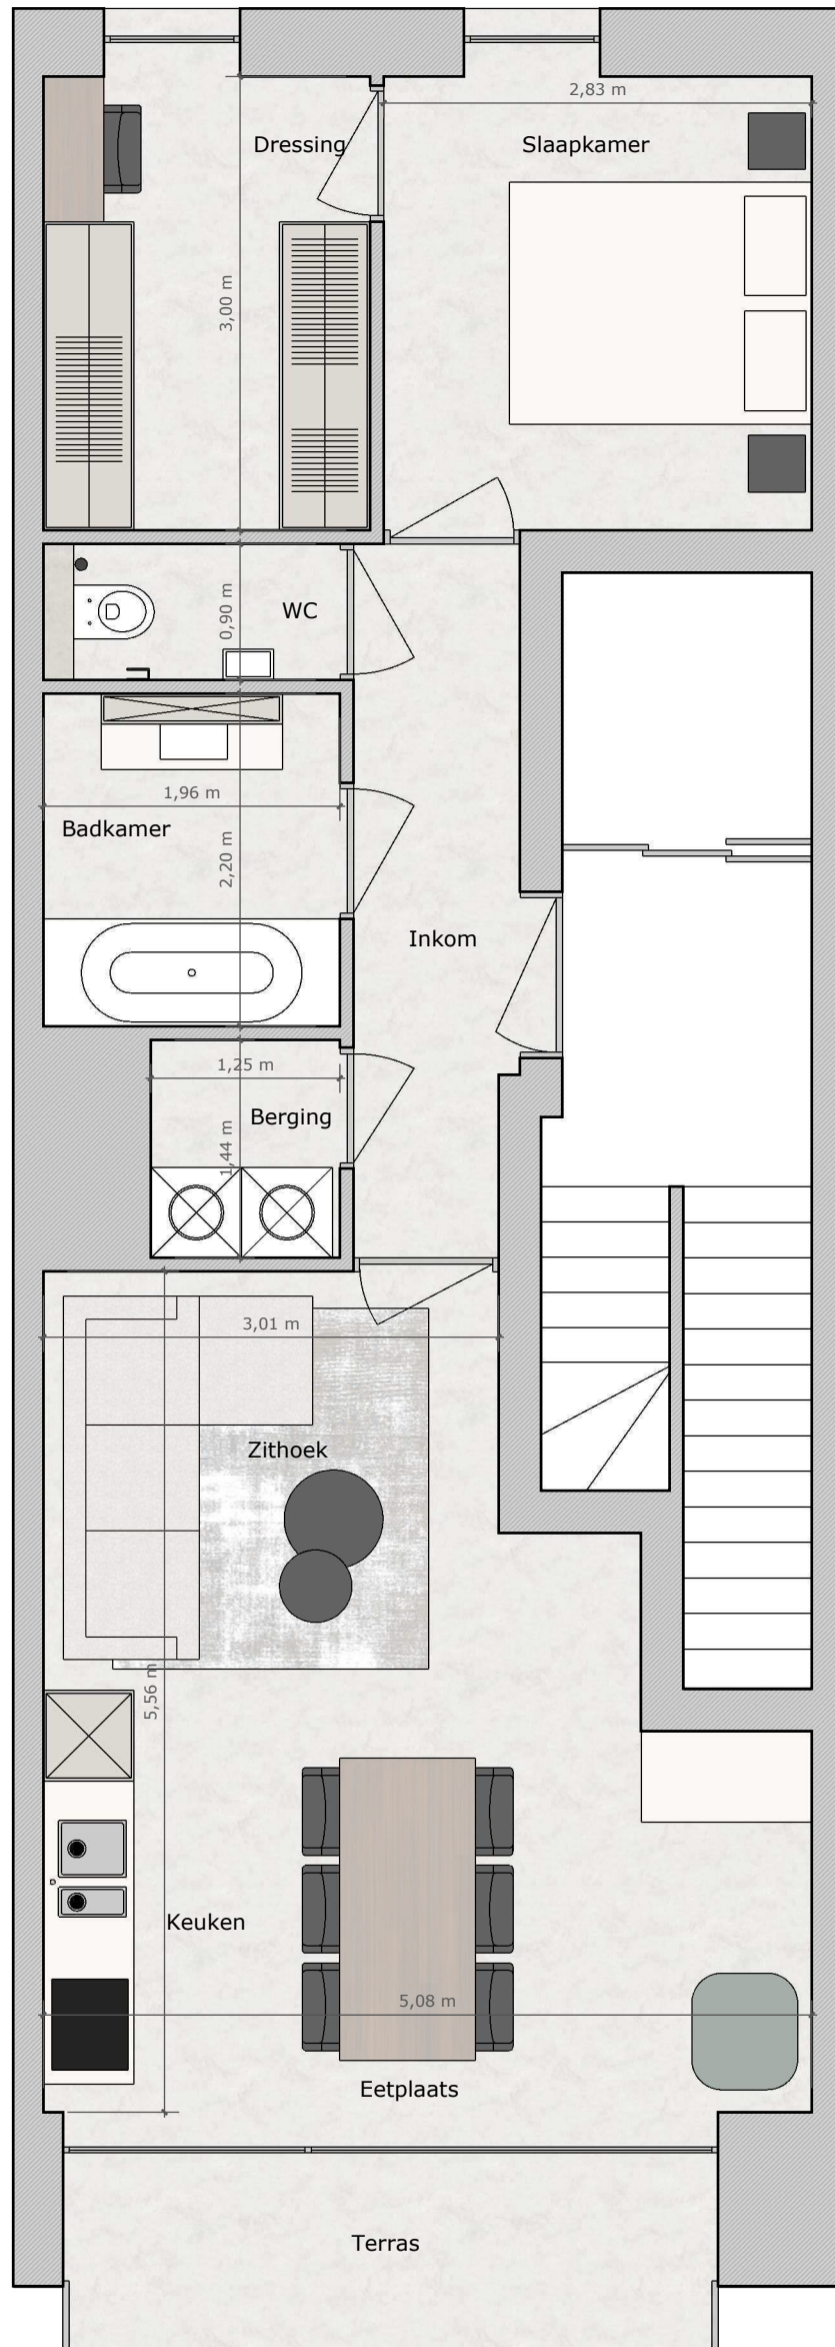 2,83 m
Dressing
Slaapkamer
3,00 m
WC
0,90 m
1,96 m
Badkamer
2,20 m
Inkom
1,25 m
Berging
1,44 m
3,01 m
Zithoek
5,56 m
Keuken
5,08 m
Eetplaats
Terras